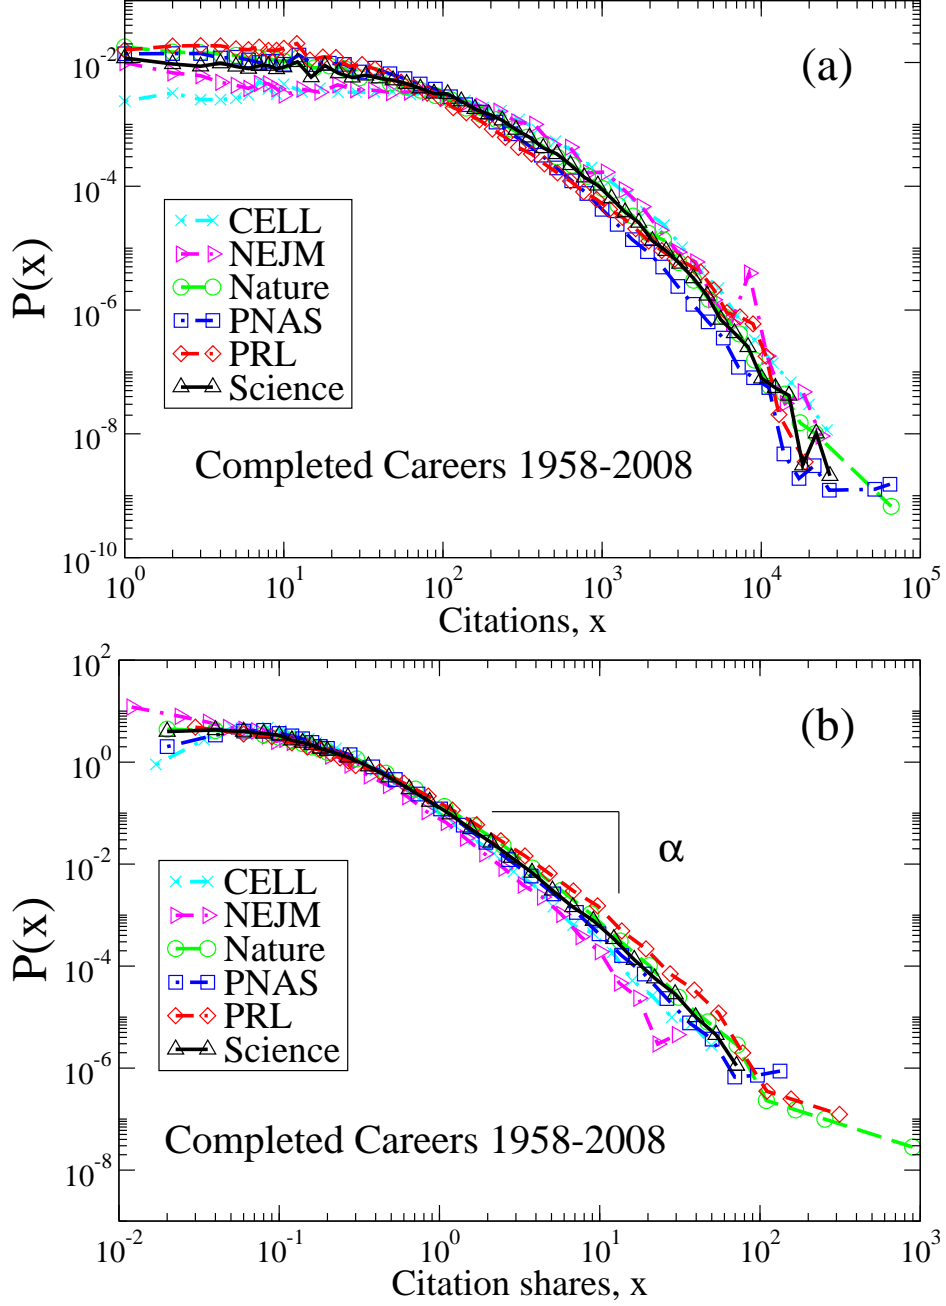 (a)
10^-2
10^-4
10^-6
10^-8
10^-10
P(x)
CELL
NEJM
Nature
PNAS
PRL
Science
Completed Careers 1958-2008
10^0 10^1 10^2 10^3 10^4 10^5
Citations, x
(b)
10^2
10^0
10^-2
10^-4
10^-6
10^-8
P(x)
α
CELL
NEJM
Nature
PNAS
PRL
Science
Completed Careers 1958-2008
10^-2 10^-1 10^0 10^1 10^2 10^3
Citation shares, x